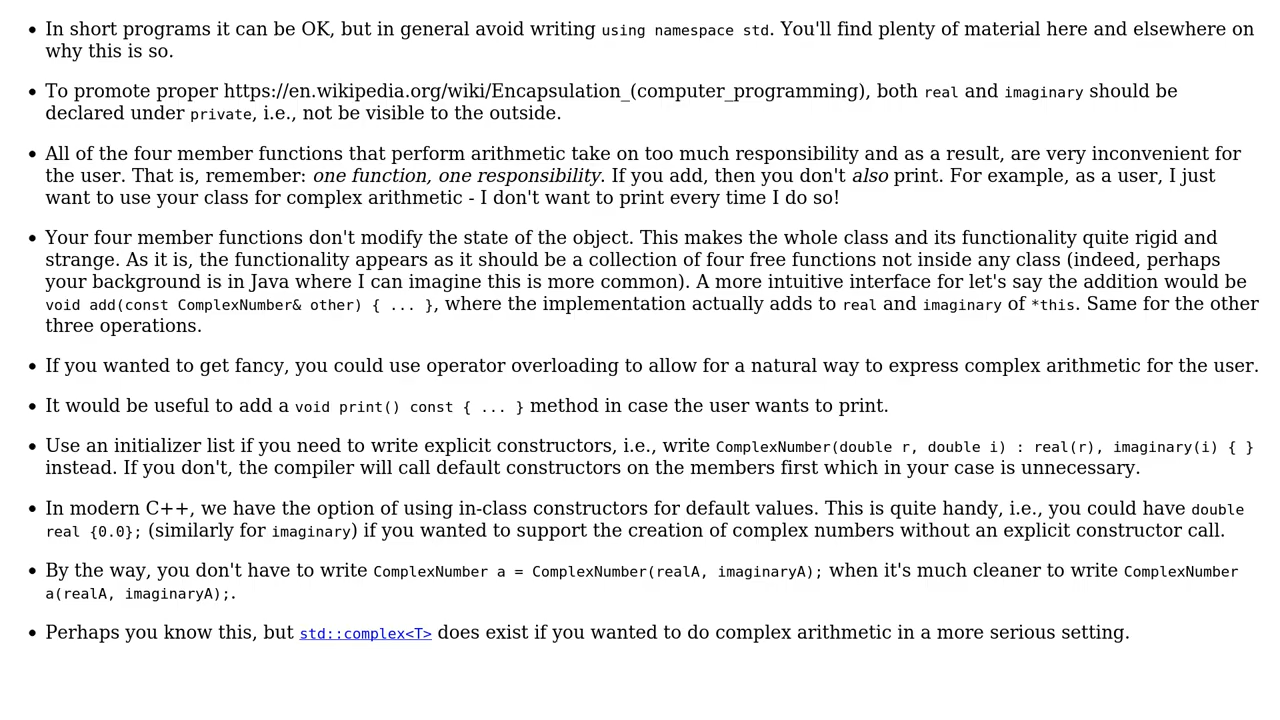 • In short programs it can be OK, but in general avoid writing using namespace std. You'll find plenty of material here and elsewhere on
why this is so.
• To promote proper https://en.wikipedia.org/wiki/Encapsulation_(computer_programming), both real and imaginary should be
declared under private, i.e., not be visible to the outside.
• All of the four member functions that perform arithmetic take on too much responsibility and as a result, are very inconvenient for
the user. That is, remember: one function, one responsibility. If you add, then you don't also print. For example, as a user, I just
want to use your class for complex arithmetic - I don't want to print every time I do so!
• Your four member functions don't modify the state of the object. This makes the whole class and its functionality quite rigid and
strange. As it is, the functionality appears as it should be a collection of four free functions not inside any class (indeed, perhaps
your background is in Java where I can imagine this is more common). A more intuitive interface for let's say the addition would be
void add(const ComplexNumber& other) { ... }, where the implementation actually adds to real and imaginary of *this. Same for the other
three operations.
• If you wanted to get fancy, you could use operator overloading to allow for a natural way to express complex arithmetic for the user.
• It would be useful to add a void print() const { ... } method in case the user wants to print.
• Use an initializer list if you need to write explicit constructors, i.e., write ComplexNumber(double r, double i) : real(r), imaginary(i) { }
instead. If you don't, the compiler will call default constructors on the members first which in your case is unnecessary.
• In modern C++, we have the option of using in-class constructors for default values. This is quite handy, i.e., you could have double
real {0.0}; (similarly for imaginary) if you wanted to support the creation of complex numbers without an explicit constructor call.
• By the way, you don't have to write ComplexNumber a = ComplexNumber(realA, imaginaryA); when it's much cleaner to write ComplexNumber
a(realA, imaginaryA);.
• Perhaps you know this, but std::complex<T> does exist if you wanted to do complex arithmetic in a more serious setting.